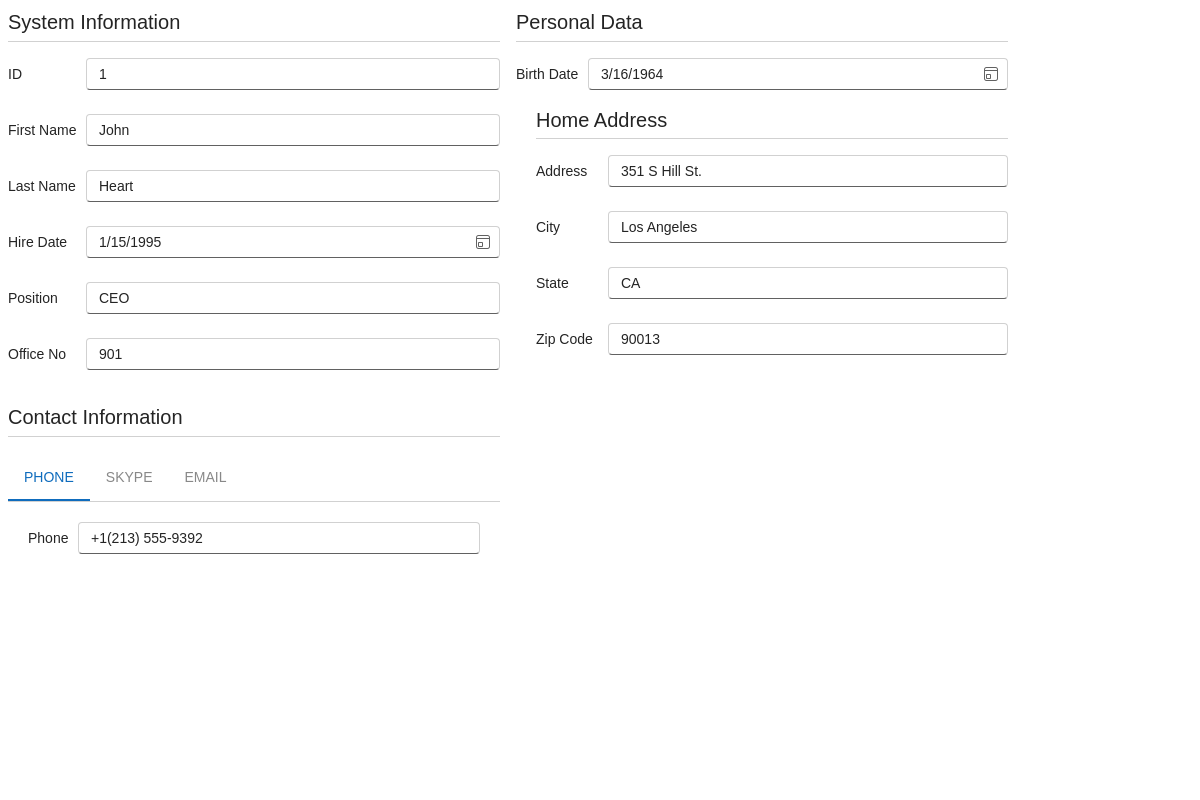 System Information
ID 1
First Name John
Last Name Heart
Hire Date 1/15/1995
Position CEO
Office No 901
Contact Information
PHONE SKYPE EMAIL
Phone +1(213) 555-9392
Personal Data
Birth Date 3/16/1964
Home Address
Address 351 S Hill St.
City Los Angeles
State CA
Zip Code 90013